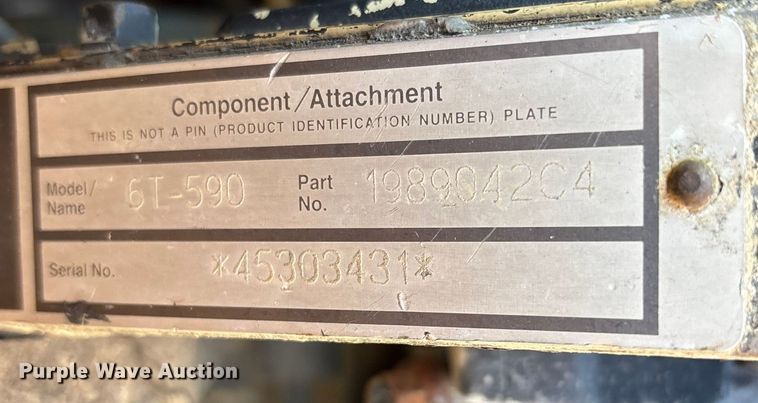 Component/Attachment
THIS IS NOT A PIN (PRODUCT IDENTIFICATION NUMBER) PLATE
Model/Name 6T-590 Part No. 1989042C4
Serial No. *45303431*
Purple Wave Auction